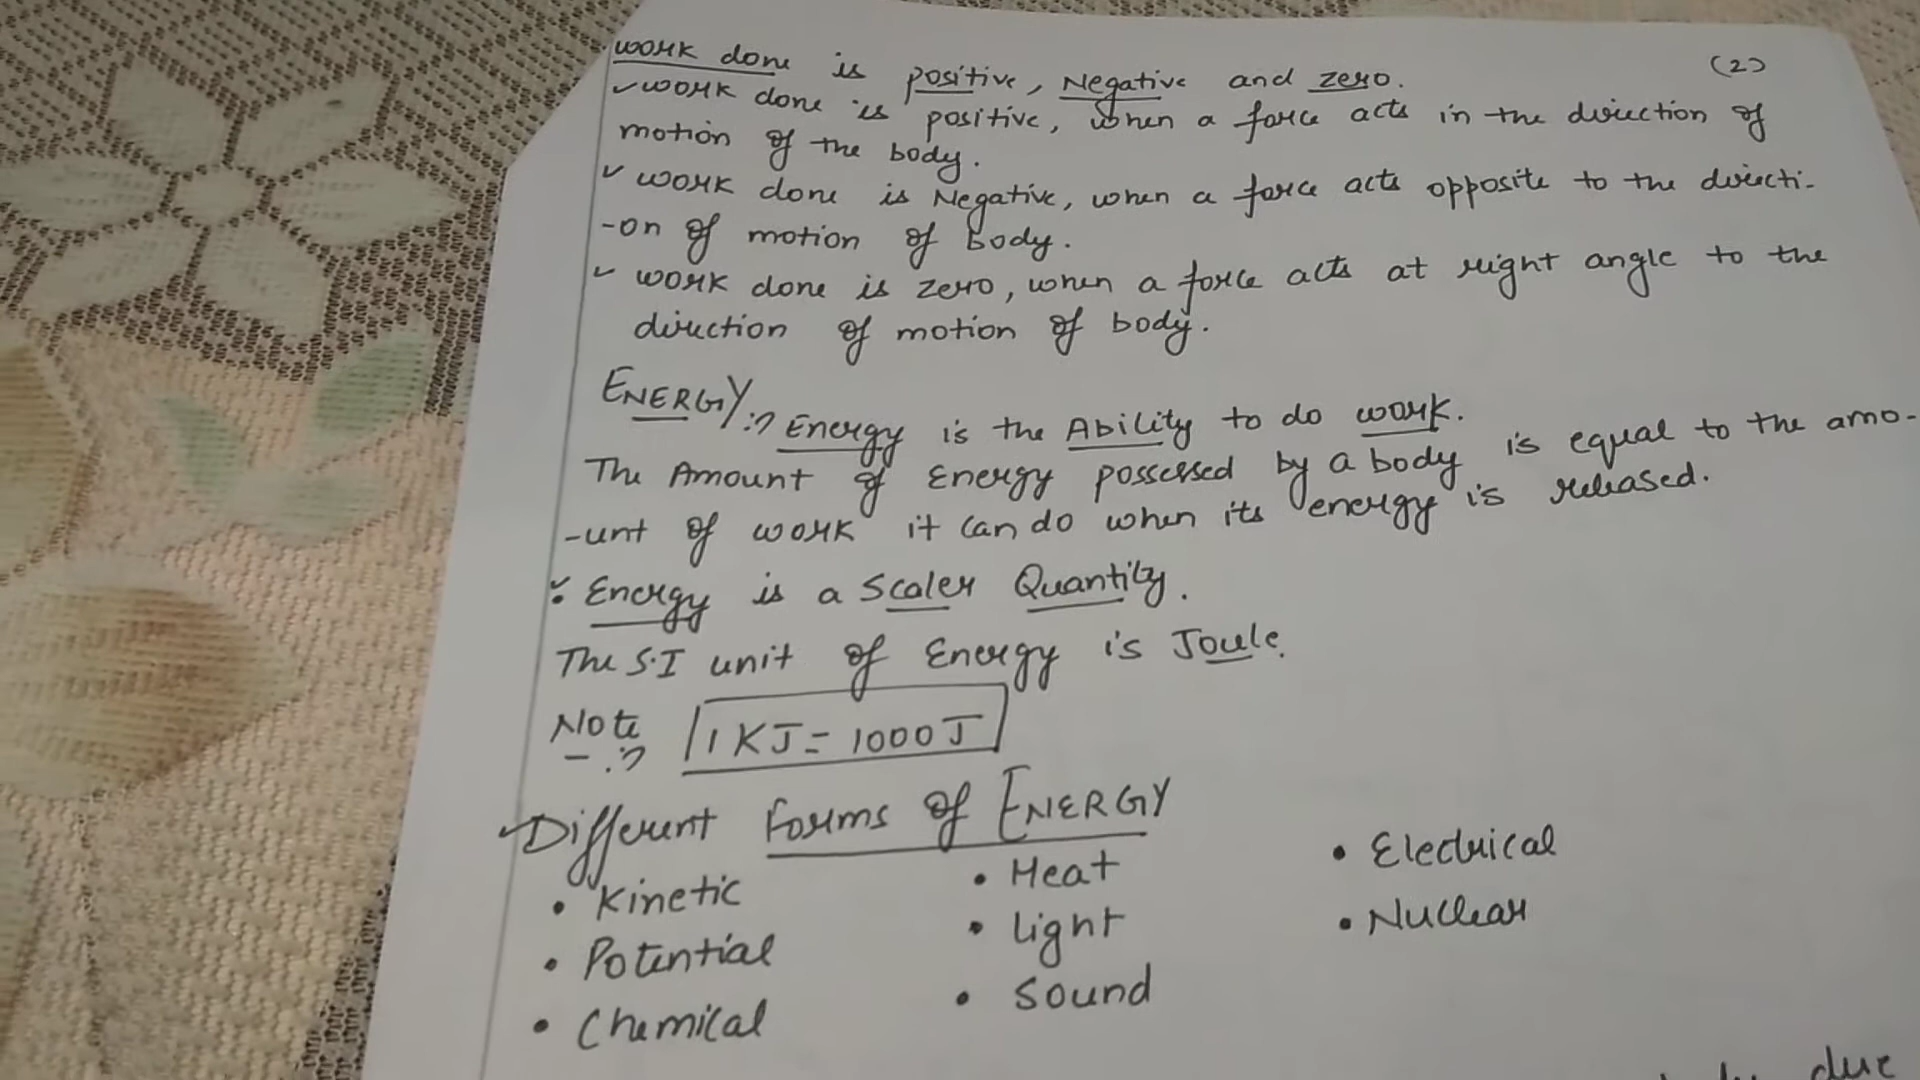 work done is positive, Negative and zero. (2)
✓work done is positive, when a force acts in the direction of
motion of the body.
✓ work done is Negative, when a force acts opposite to the directi-
-on of motion of body.
✓ work done is zero, when a force acts at right angle to the
direction of motion of body.
ENERGY:⇒ Energy is the Ability to do work.
The Amount of Energy possessed by a body is equal to the amo-
-unt of work it can do when its energy is released.
Energy is a Scaler Quantity.
The S.I unit of Energy is Joule.
Note :⇒ 1 KJ = 1000 J
✓Different Forms of ENERGY
• Kinetic • Heat • Electrical
• Potential • Light • Nuclear
• Chemical • Sound
due